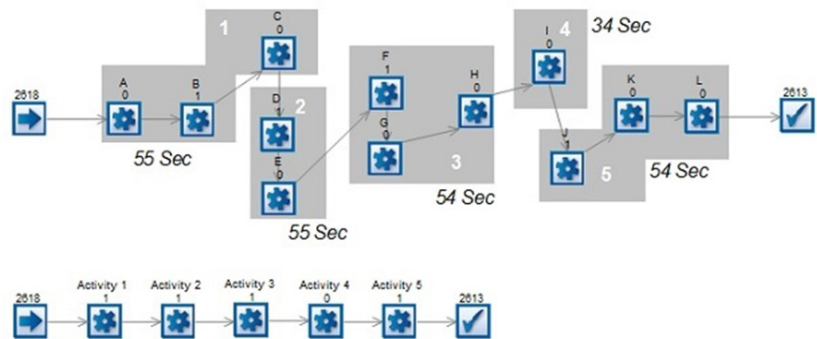 C
0
1
I
0
4
34 Sec
F
1
A
0
B
1
H
0
K
0
L
0
2618
2613
D
1
2
G
0
J
1
55 Sec
E
0
3
5
54 Sec
54 Sec
55 Sec
2618
Activity 1
1
Activity 2
1
Activity 3
1
Activity 4
0
Activity 5
1
2613